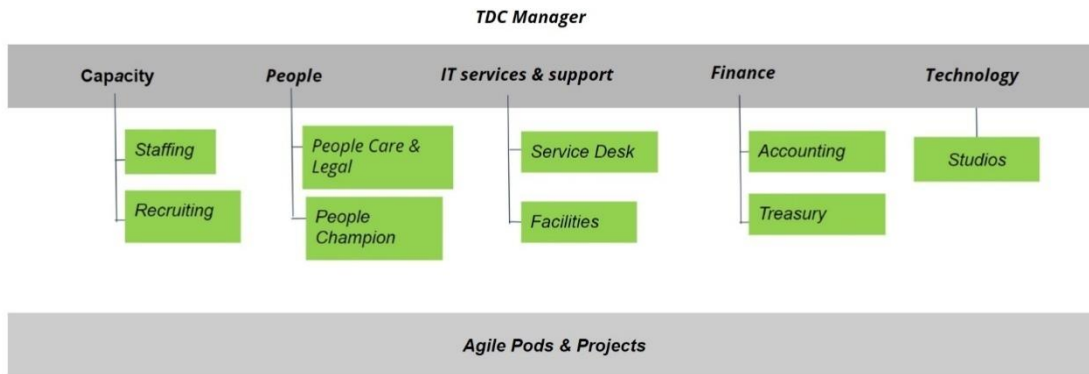 TDC Manager
Capacity
People
IT services & support
Finance
Technology
Staffing
Recruiting
People Care &
Legal
People
Champion
Service Desk
Facilities
Accounting
Treasury
Studios
Agile Pods & Projects